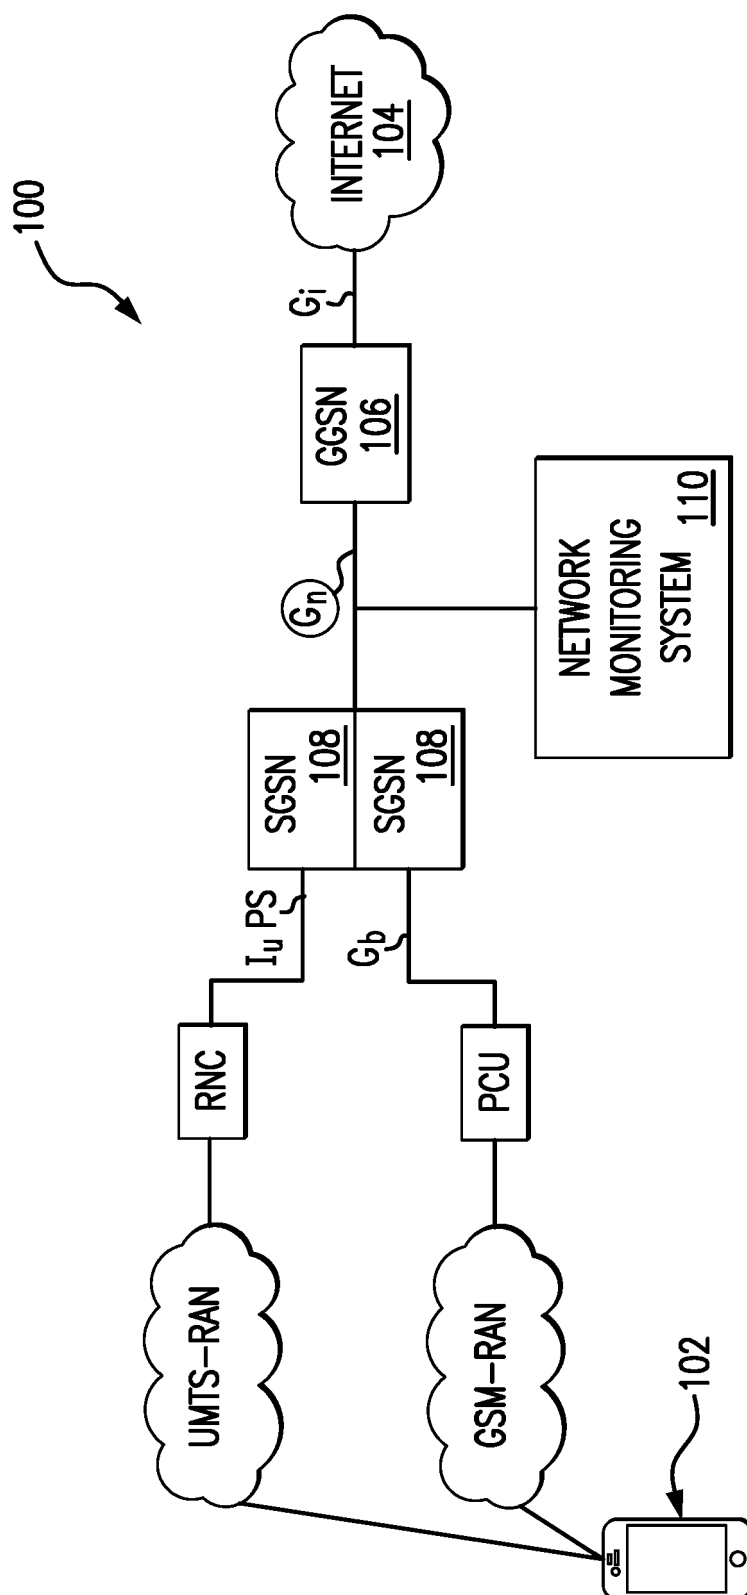 100
INTERNET
104
Gi
GGSN
106
Gn
NETWORK
MONITORING
SYSTEM
110
SGSN
108
SGSN
108
Iu PS
Gb
RNC
PCU
UMTS-RAN
GSM-RAN
102